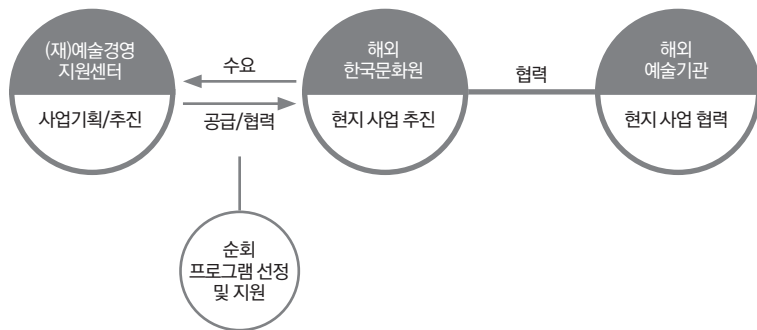 (재)예술경영
지원센터
사업기획/추진
수요
공급/협력
해외
한국문화원
현지 사업 추진
협력
해외
예술기관
현지 사업 협력
순회
프로그램 선정
및 지원